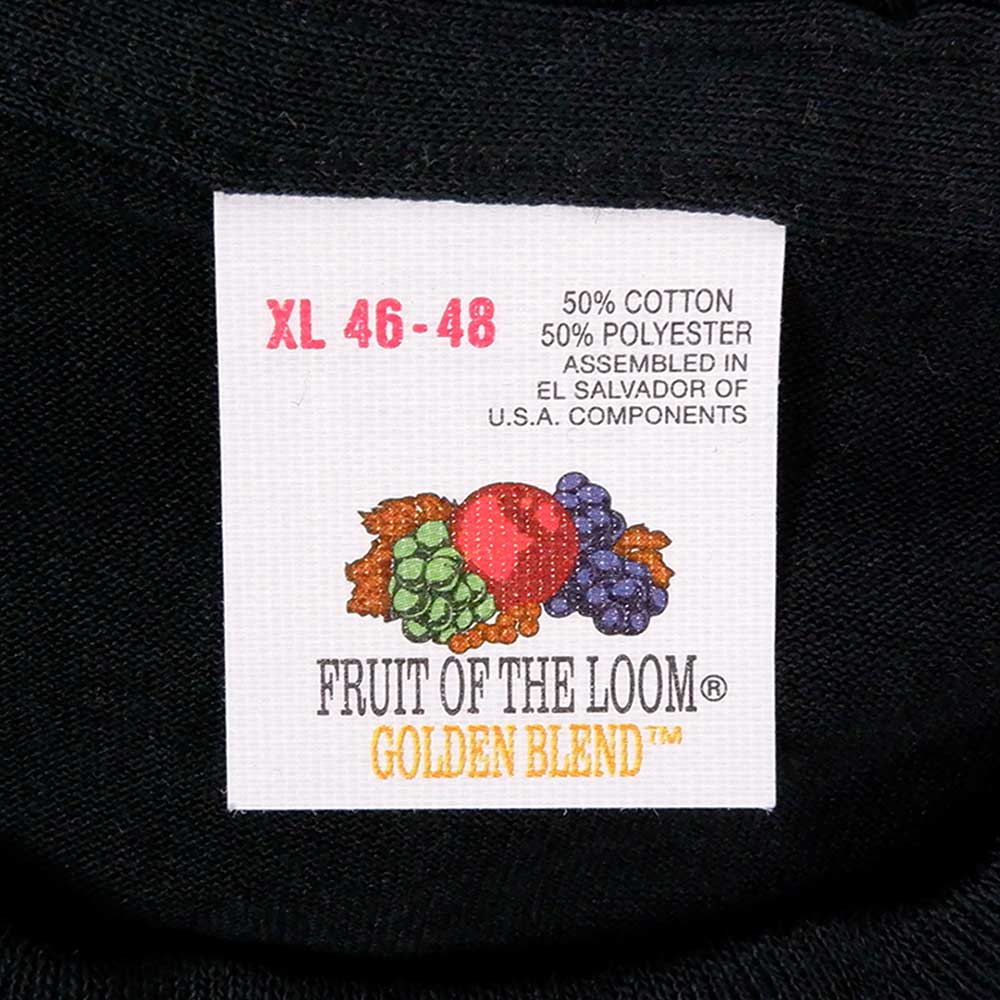 XL 46-48
50% COTTON
50% POLYESTER
ASSEMBLED IN
EL SALVADOR OF
U.S.A. COMPONENTS
FRUIT OF THE LOOM®
GOLDEN BLEND™